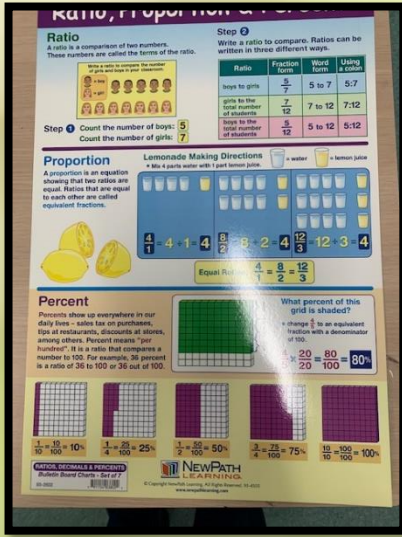 Ratio, Proportion & Percent
Ratio
A ratio is a comparison of two numbers.
These numbers are called the terms of the ratio.
Write a ratio to compare the number
of girls and boys in your classroom.
= boy
= girl
Step 1 Count the number of boys: 5
Count the number of girls: 7
Step 2
Write a ratio to compare. Ratios can be
written in three different ways.
Ratio Fraction form Word form Using a colon
boys to girls 5/7 5 to 7 5:7
girls to the total number of students 7/12 7 to 12 7:12
boys to the total number of students 5/12 5 to 12 5:12
Proportion
A proportion is an equation
showing that two ratios are
equal. Ratios that are equal
to each other are called
equivalent fractions.
Lemonade Making Directions
• Mix 4 parts water with 1 part lemon juice.
= water
= lemon juice
4/1 = 4 ÷ 1 = 4
8/2 = 8 ÷ 2 = 4
12/3 = 12 ÷ 3 = 4
Equal Ratios 4/1 = 8/2 = 12/3
Percent
Percents show up everywhere in our
daily lives – sales tax on purchases,
tips at restaurants, discounts at stores,
among others. Percent means "per
hundred". It is a ratio that compares a
number to 100. For example, 36 percent
is a ratio of 36 to 100 or 36 out of 100.
What percent of this
grid is shaded?
• change 4/5 to an equivalent
fraction with a denominator
of 100.
4/5 × 20/20 = 80/100 = 80%
1/10 = 10/100 = 10%
1/4 = 25/100 = 25%
1/2 = 50/100 = 50%
3/4 = 75/100 = 75%
10/10 = 100/100 = 100%
RATIOS, DECIMALS & PERCENTS
Bulletin Board Charts - Set of 7
NEWPATH
LEARNING
© Copyright NewPath Learning. All Rights Reserved.
www.newpathlearning.com